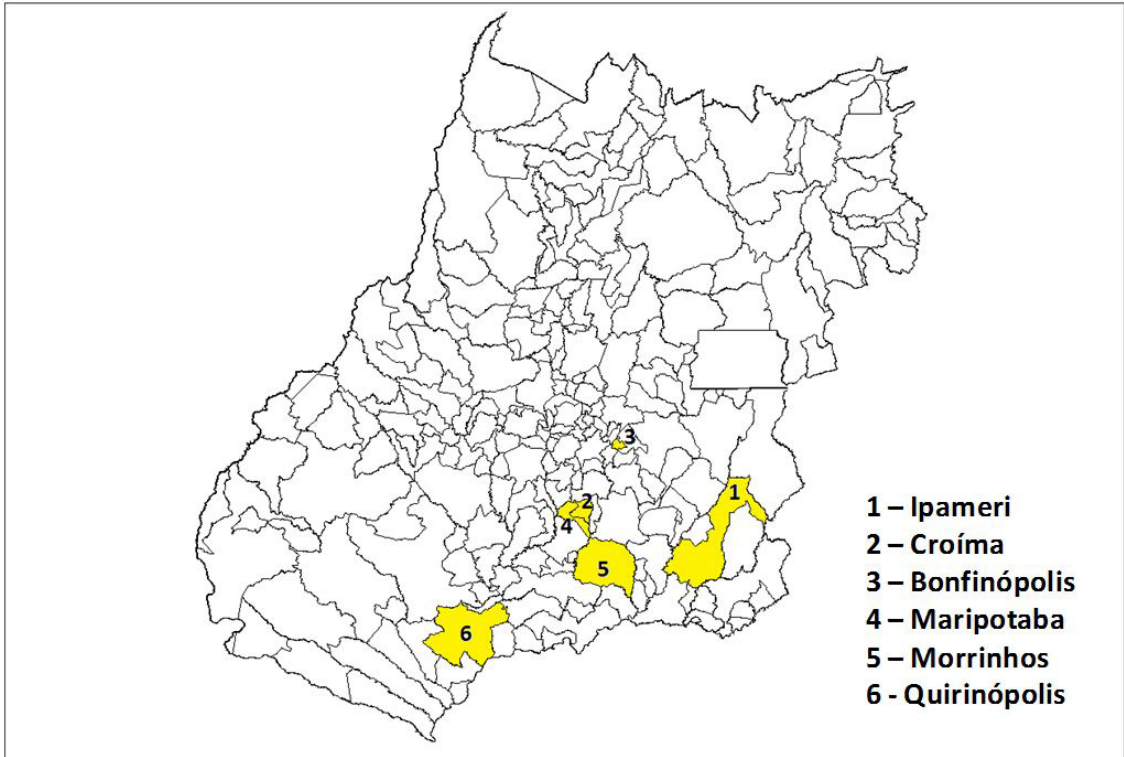 3
1
2
4
5
6
1 – Ipameri
2 – Croíma
3 – Bonfinópolis
4 – Maripotaba
5 – Morrinhos
6 - Quirinópolis